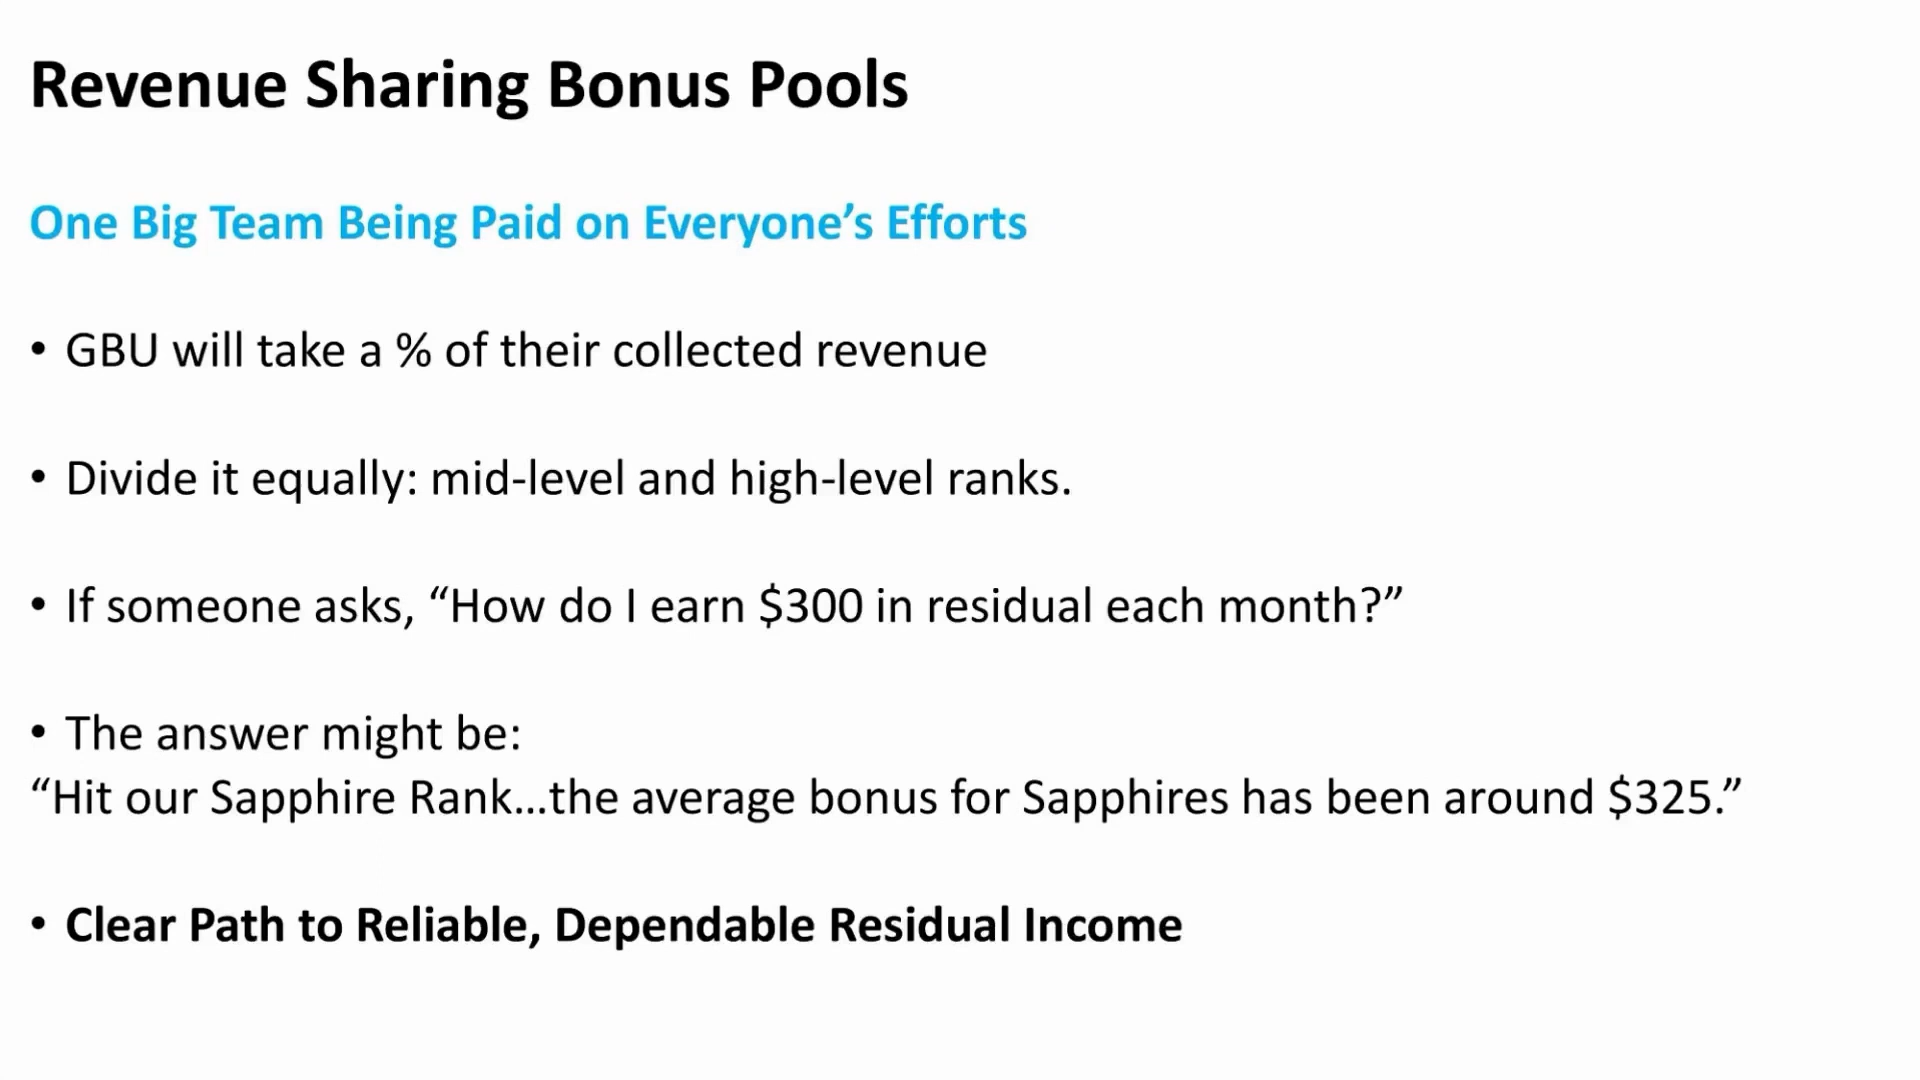 Revenue Sharing Bonus Pools
One Big Team Being Paid on Everyone’s Efforts
• GBU will take a % of their collected revenue
• Divide it equally: mid-level and high-level ranks.
• If someone asks, “How do I earn $300 in residual each month?”
• The answer might be:
“Hit our Sapphire Rank…the average bonus for Sapphires has been around $325.”
• Clear Path to Reliable, Dependable Residual Income